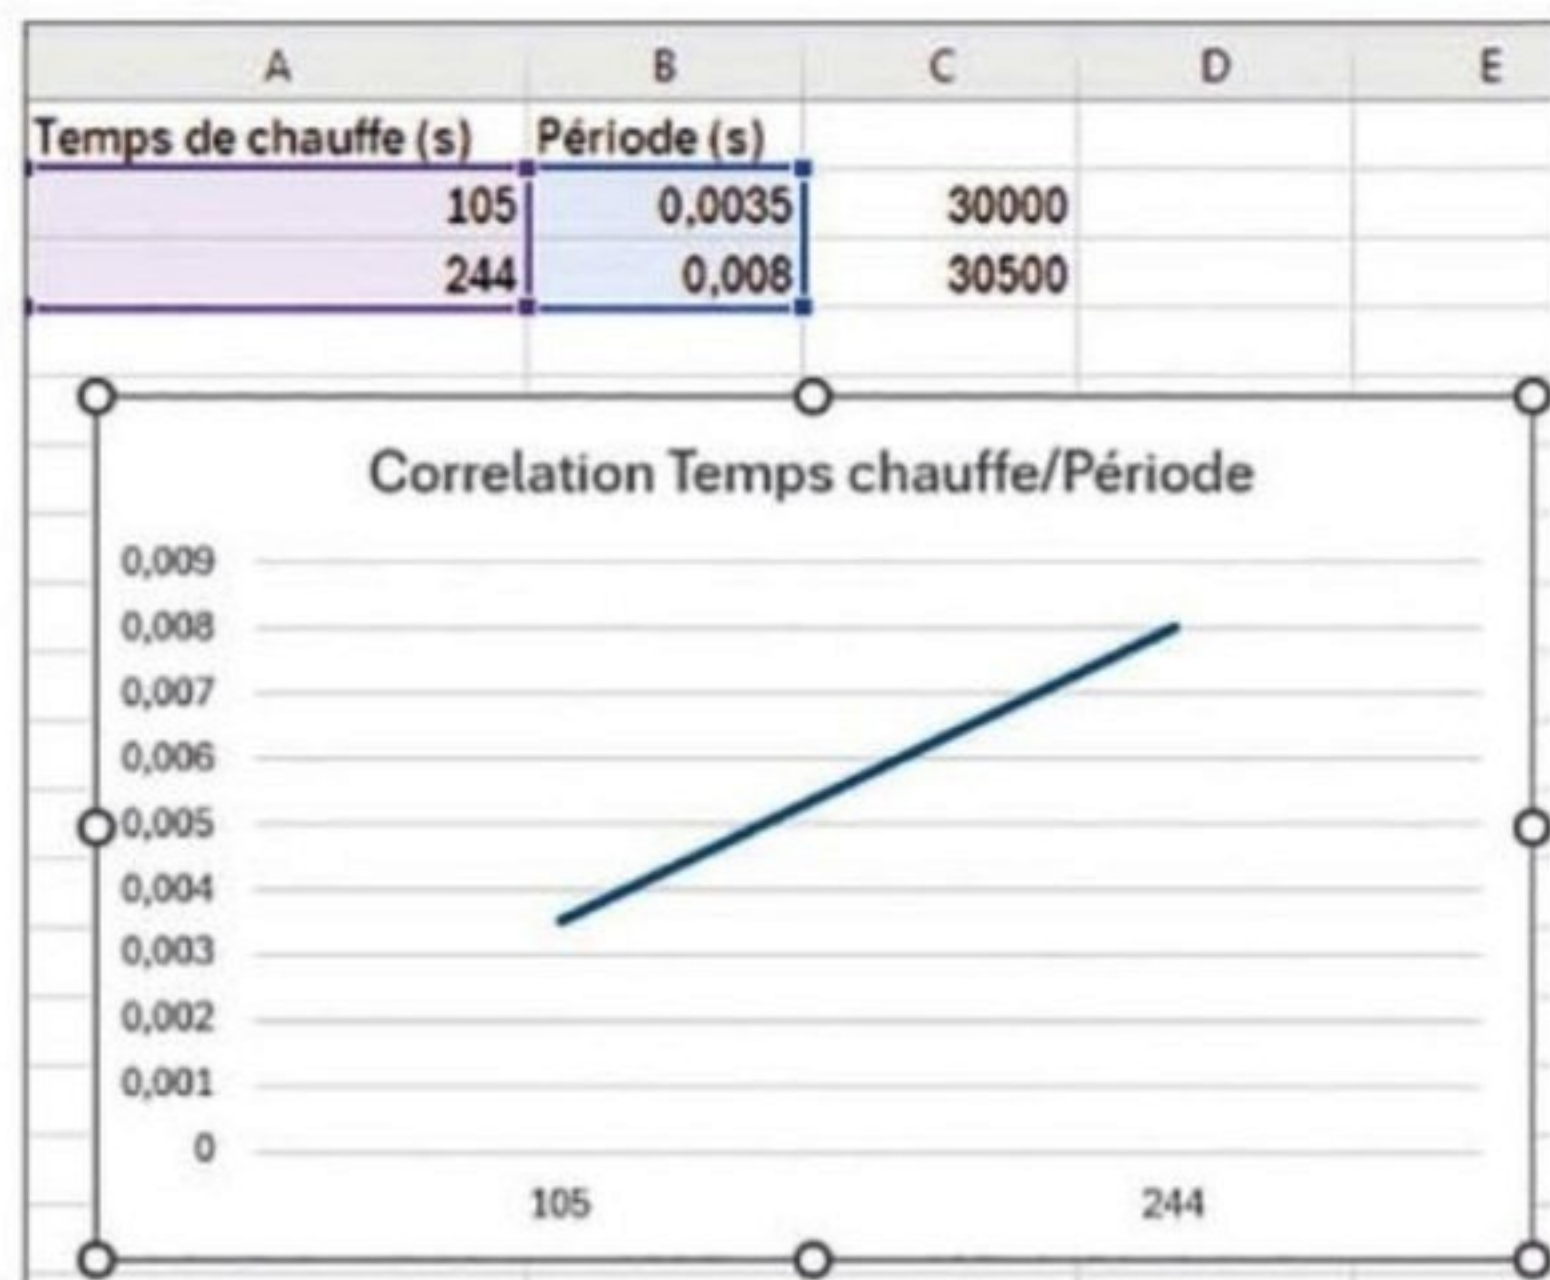 A B C D E
Temps de chauffe (s) Période (s)
105 0,0035 30000
244 0,008 30500
Correlation Temps chauffe/Période
0,009
0,008
0,007
0,006
0,005
0,004
0,003
0,002
0,001
0
105 244